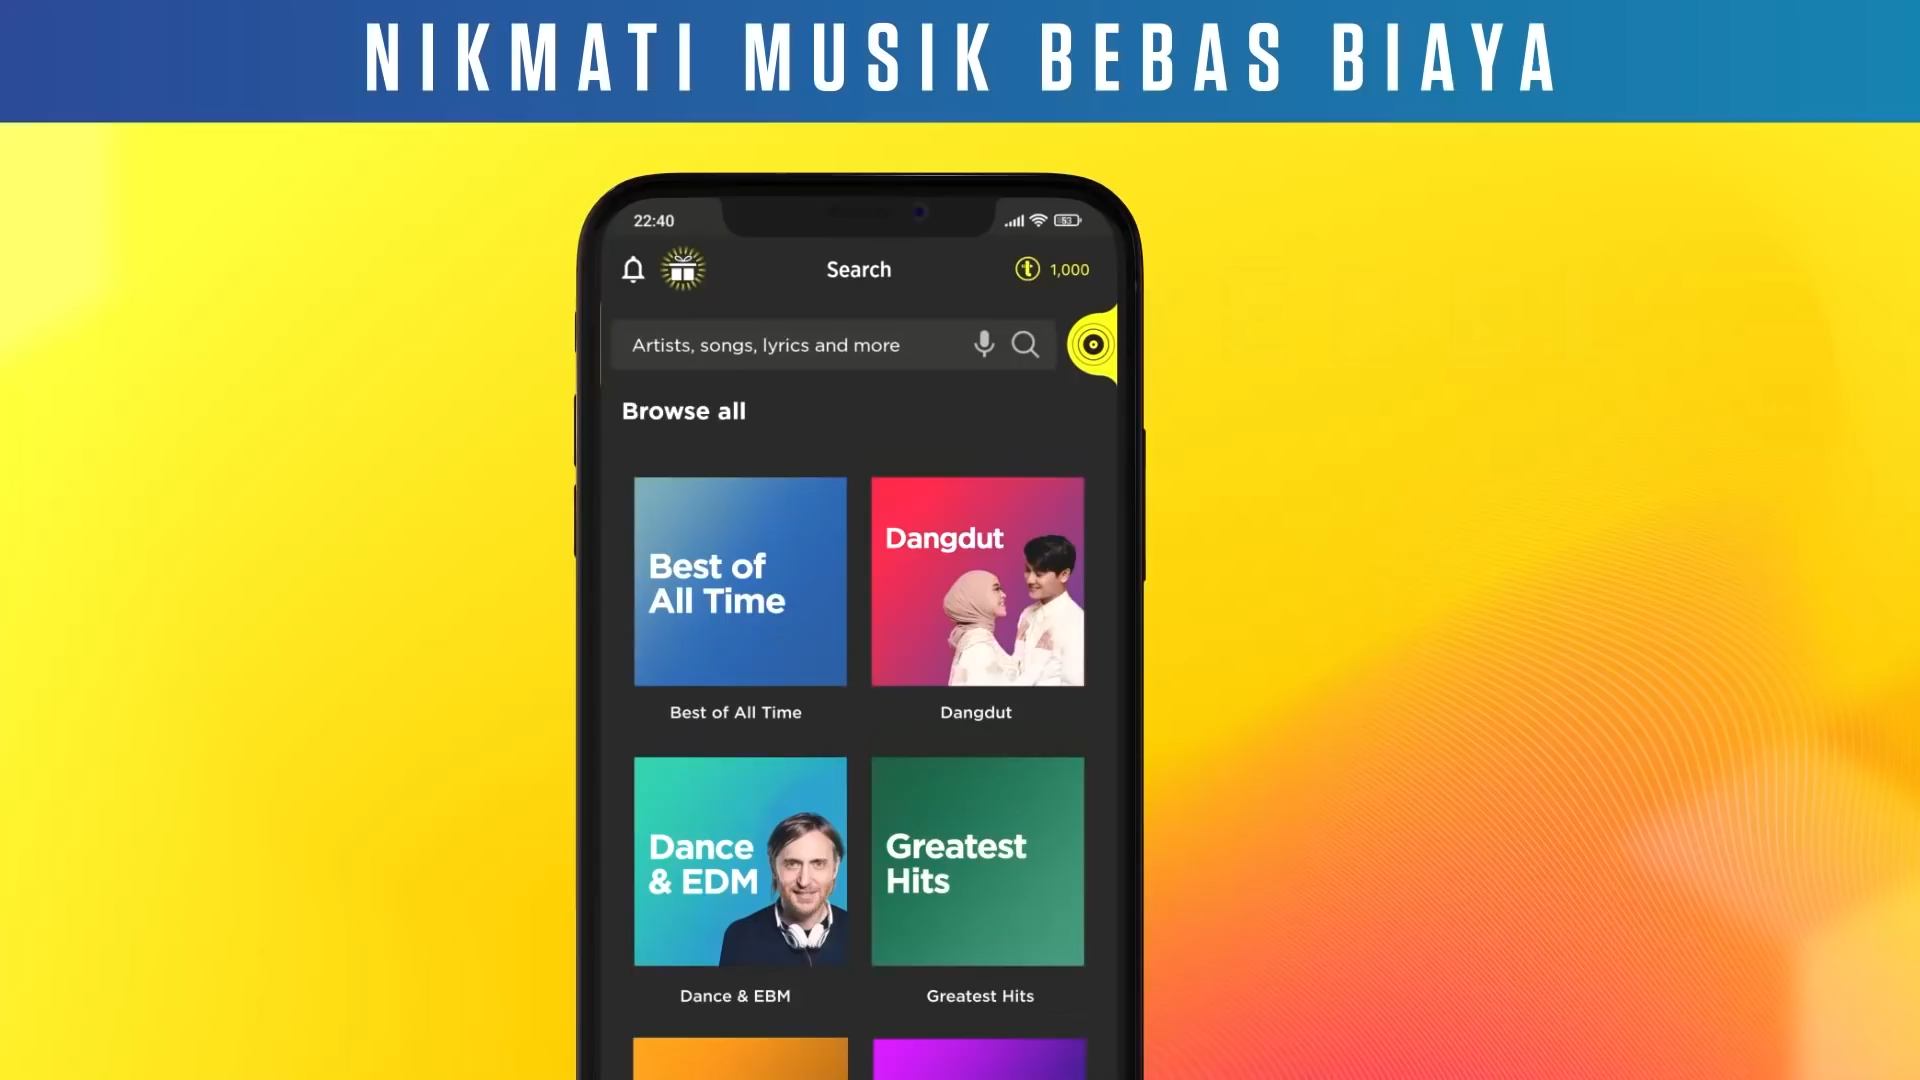 NIKMATI MUSIK BEBAS BIAYA
22:40
53
Search
t 1,000
Artists, songs, lyrics and more
Browse all
Best of
All Time
Dangdut
Best of All Time
Dangdut
Dance
& EDM
Greatest
Hits
Dance & EBM
Greatest Hits